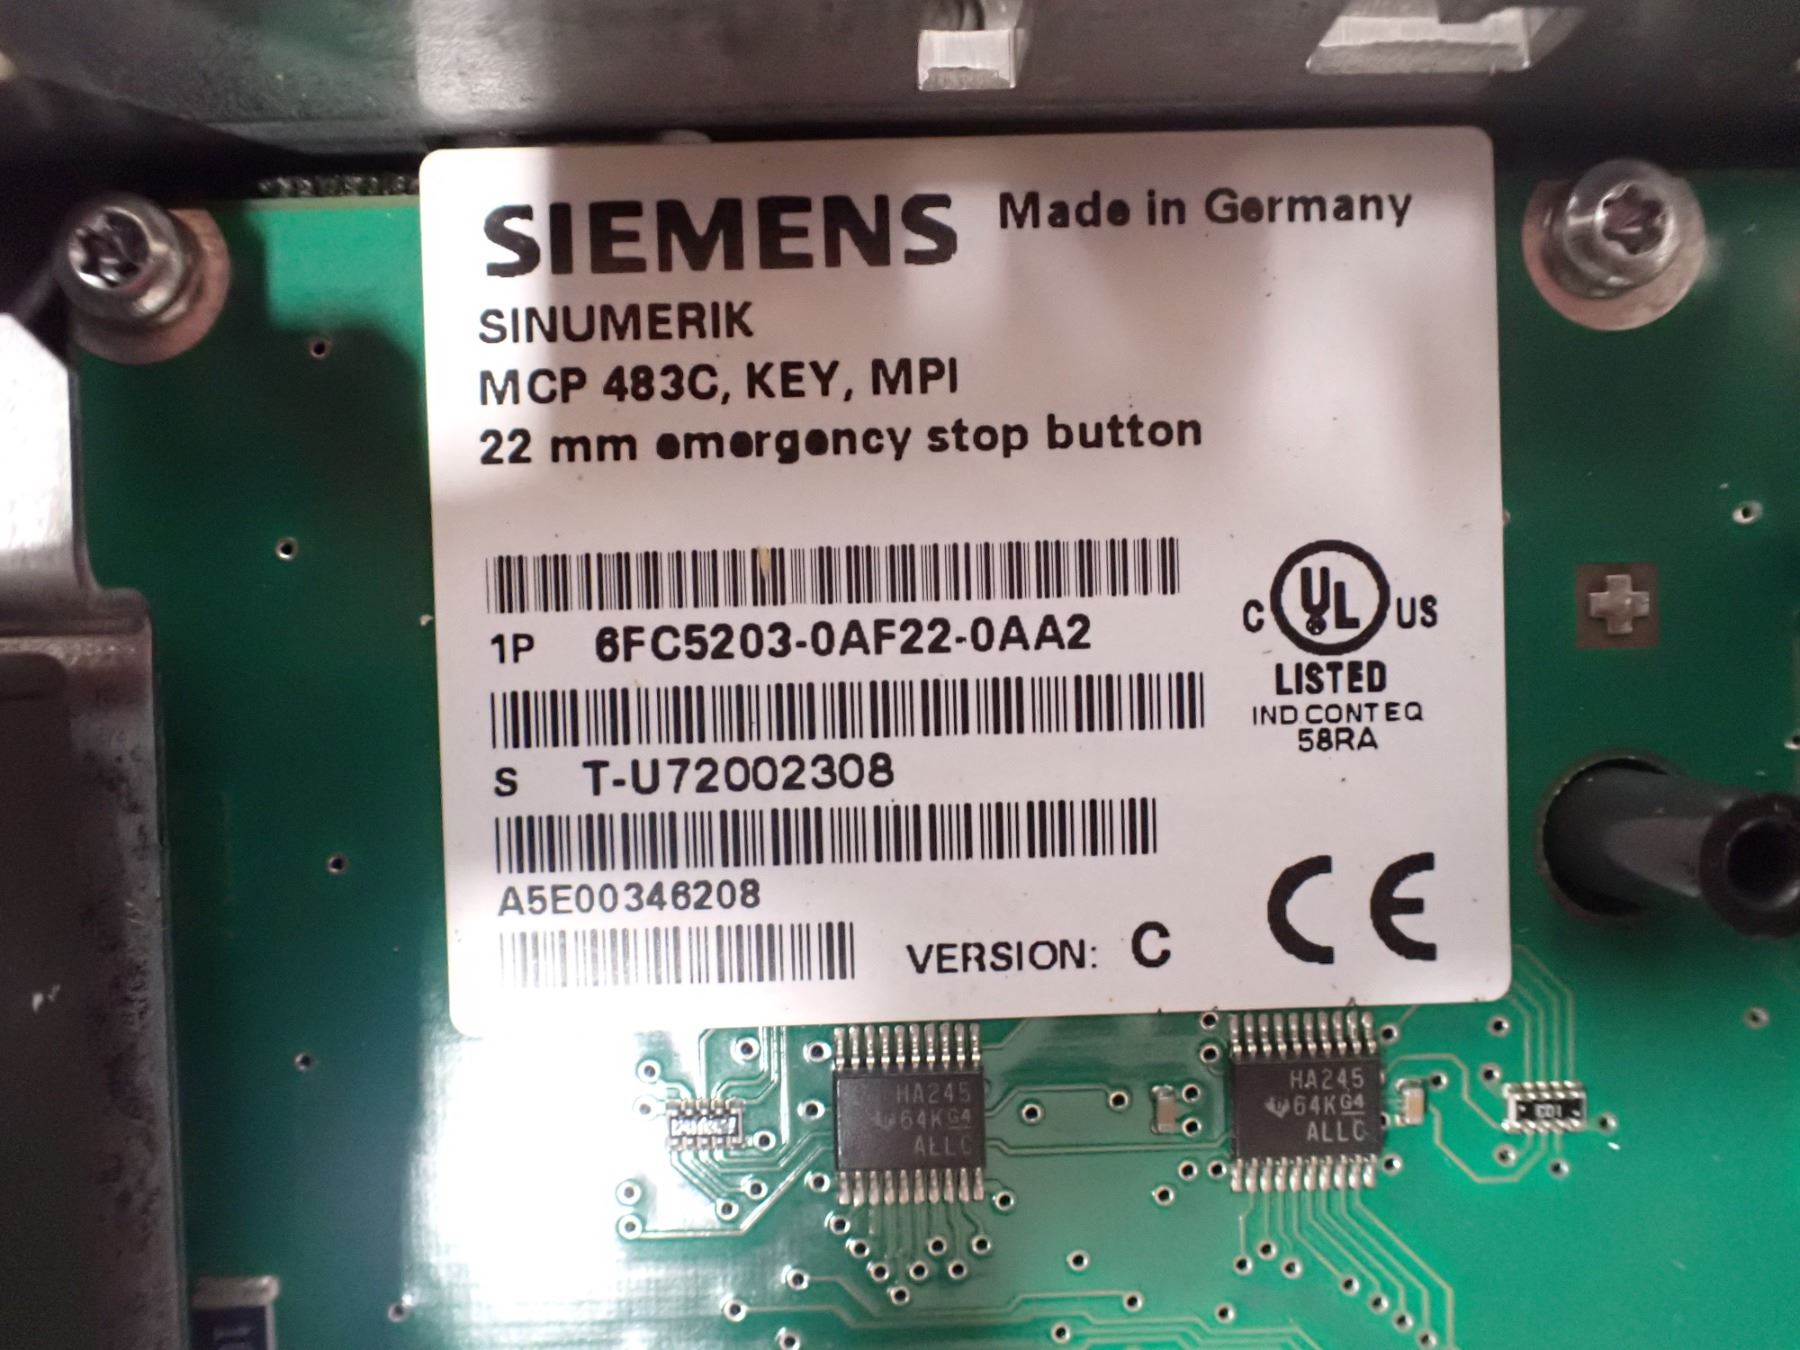 SIEMENS Made in Germany
SINUMERIK
MCP 483C, KEY, MPI
22 mm emergency stop button
1P 6FC5203-0AF22-0AA2
C UL US
LISTED
IND CONT EQ
58RA
S T-U72002308
A5E00346208
VERSION: C
CE
HA245
64K G4
ALLC
HA245
64K G4
ALLC